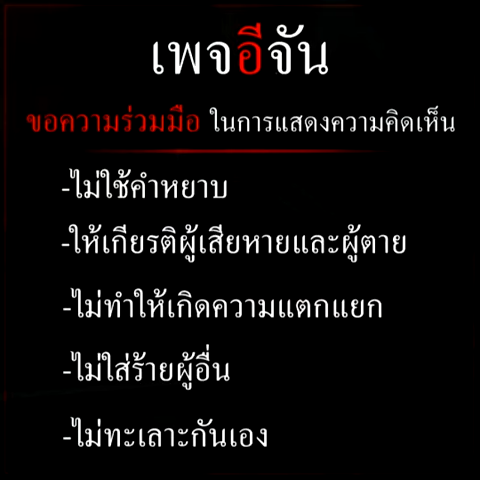 เพจอีจัน
ขอความร่วมมือ ในการแสดงความคิดเห็น
-ไม่ใช้คำหยาบ
-ให้เกียรติผู้เสียหายและผู้ตาย
-ไม่ทำให้เกิดความแตกแยก
-ไม่ใส่ร้ายผู้อื่น
-ไม่ทะเลาะกันเอง